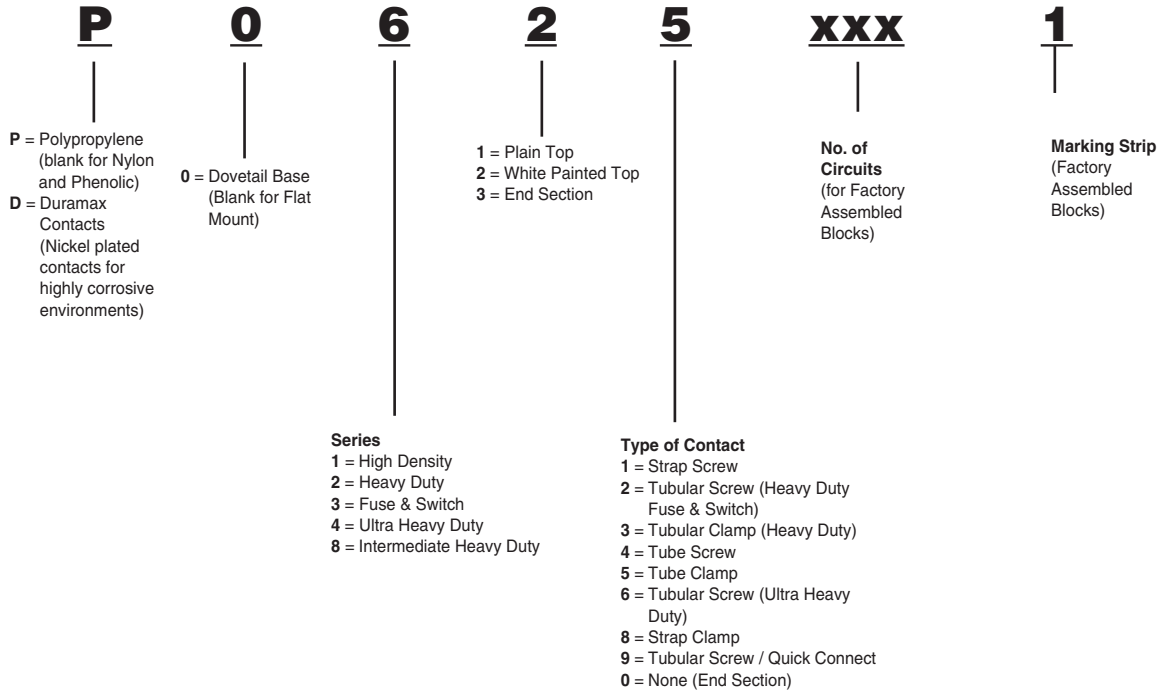 P 0 6 2 5 xxx 1
P = Polypropylene
(blank for Nylon
and Phenolic)
D = Duramax
Contacts
(Nickel plated
contacts for
highly corrosive
environments)
0 = Dovetail Base
(Blank for Flat
Mount)
1 = Plain Top
2 = White Painted Top
3 = End Section
No. of
Circuits
(for Factory
Assembled
Blocks)
Marking Strip
(Factory
Assembled
Blocks)
Series
1 = High Density
2 = Heavy Duty
3 = Fuse & Switch
4 = Ultra Heavy Duty
8 = Intermediate Heavy Duty
Type of Contact
1 = Strap Screw
2 = Tubular Screw (Heavy Duty
Fuse & Switch)
3 = Tubular Clamp (Heavy Duty)
4 = Tube Screw
5 = Tube Clamp
6 = Tubular Screw (Ultra Heavy
Duty)
8 = Strap Clamp
9 = Tubular Screw / Quick Connect
0 = None (End Section)